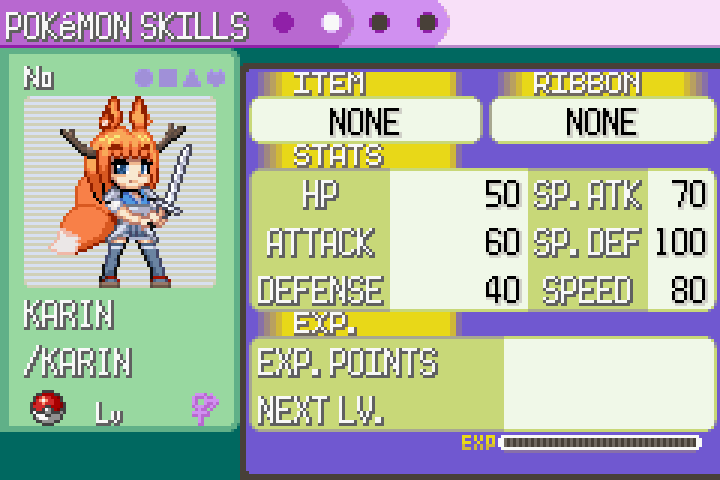 POKéMON SKILLS
No
ITEM RIBBON
NONE NONE
STATS
HP 50 SP. ATK 70
ATTACK 60 SP. DEF 100
DEFENSE 40 SPEED 80
KARIN
/KARIN
EXP.
EXP. POINTS
NEXT LV.
Lv
EXP